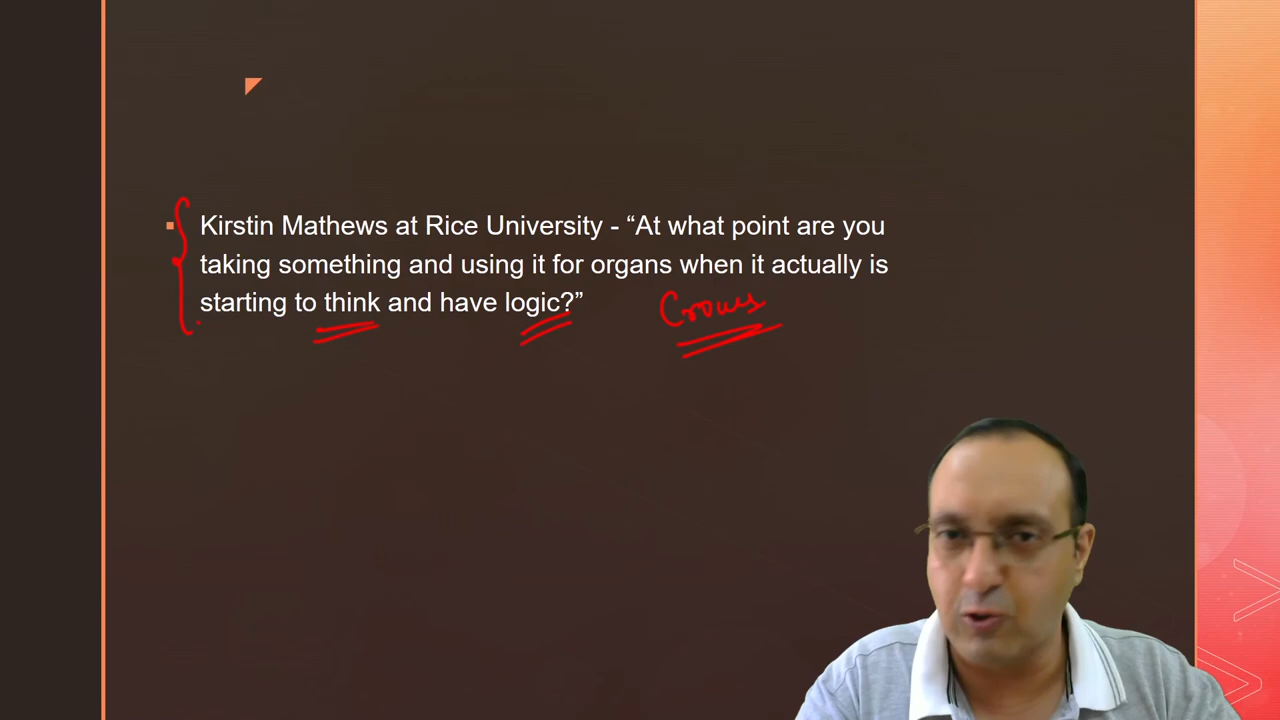 Kirstin Mathews at Rice University - “At what point are you
taking something and using it for organs when it actually is
starting to think and have logic?”
Crows